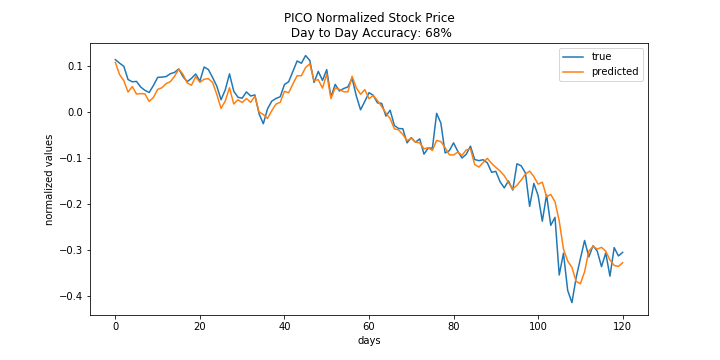 PICO Normalized Stock Price
Day to Day Accuracy: 68%
true
predicted
normalized values
0.1
0.0
−0.1
−0.2
−0.3
−0.4
0 20 40 60 80 100 120
days